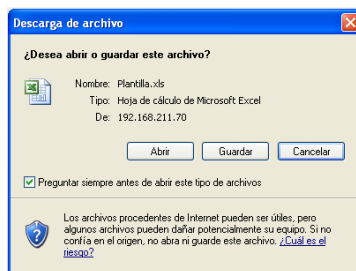 Descarga de archivo
¿Desea abrir o guardar este archivo?
Nombre: Plantilla.xls
Tipo: Hoja de cálculo de Microsoft Excel
De: 192.168.211.70
Abrir Guardar Cancelar
Preguntar siempre antes de abrir este tipo de archivos
Los archivos procedentes de Internet pueden ser útiles, pero
algunos archivos pueden dañar potencialmente su equipo. Si no
confía en el origen, no abra ni guarde este archivo. ¿Cuál es el
riesgo?